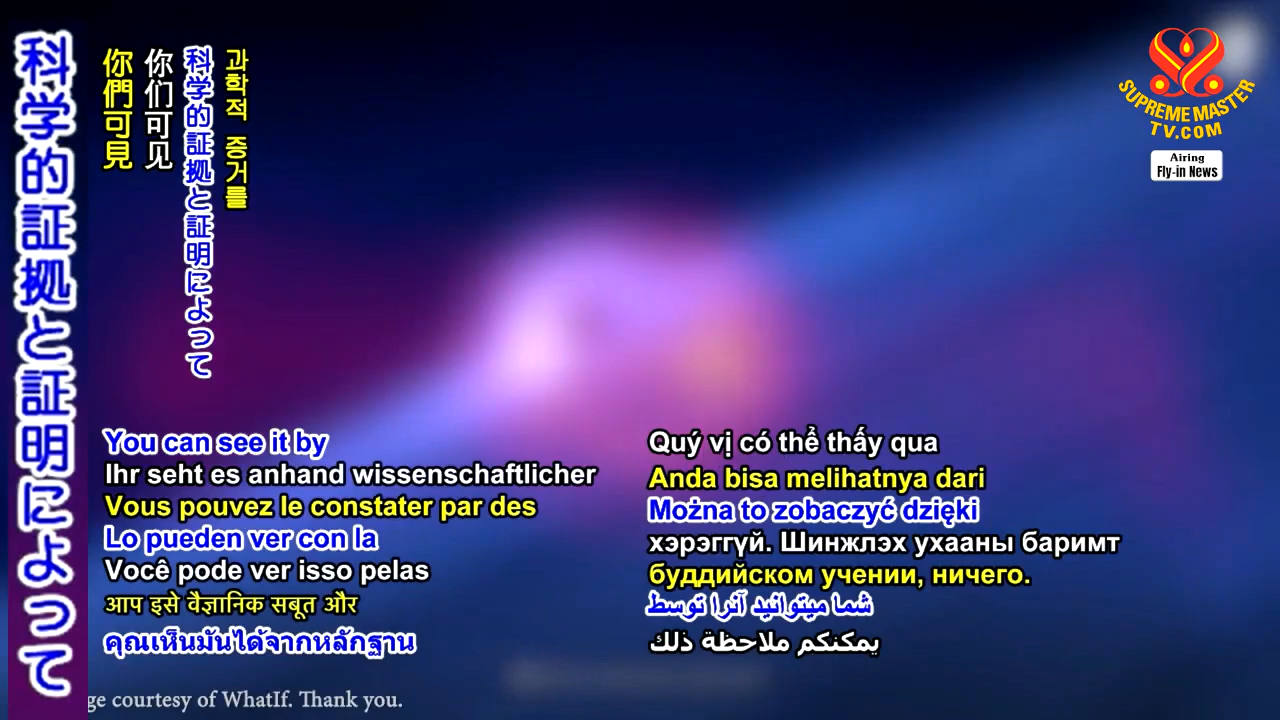 科学的証拠と証明によって
你們可見
你们可见
科学的証拠と証明によって
과학적 증거를
SUPREME MASTER
TV.COM
Airing
Fly-in News
You can see it by
Ihr seht es anhand wissenschaftlicher
Vous pouvez le constater par des
Lo pueden ver con la
Você pode ver isso pelas
आप इसे वैज्ञानिक सबूत और
คุณเห็นมันได้จากหลักฐาน
Quý vị có thể thấy qua
Anda bisa melihatnya dari
Można to zobaczyć dzięki
хэрэггүй. Шинжлэх ухааны баримт
буддийском учении, ничего.
شما میتوانید آنرا توسط
يمكنكم ملاحظة ذلك
ge courtesy of WhatIf. Thank you.